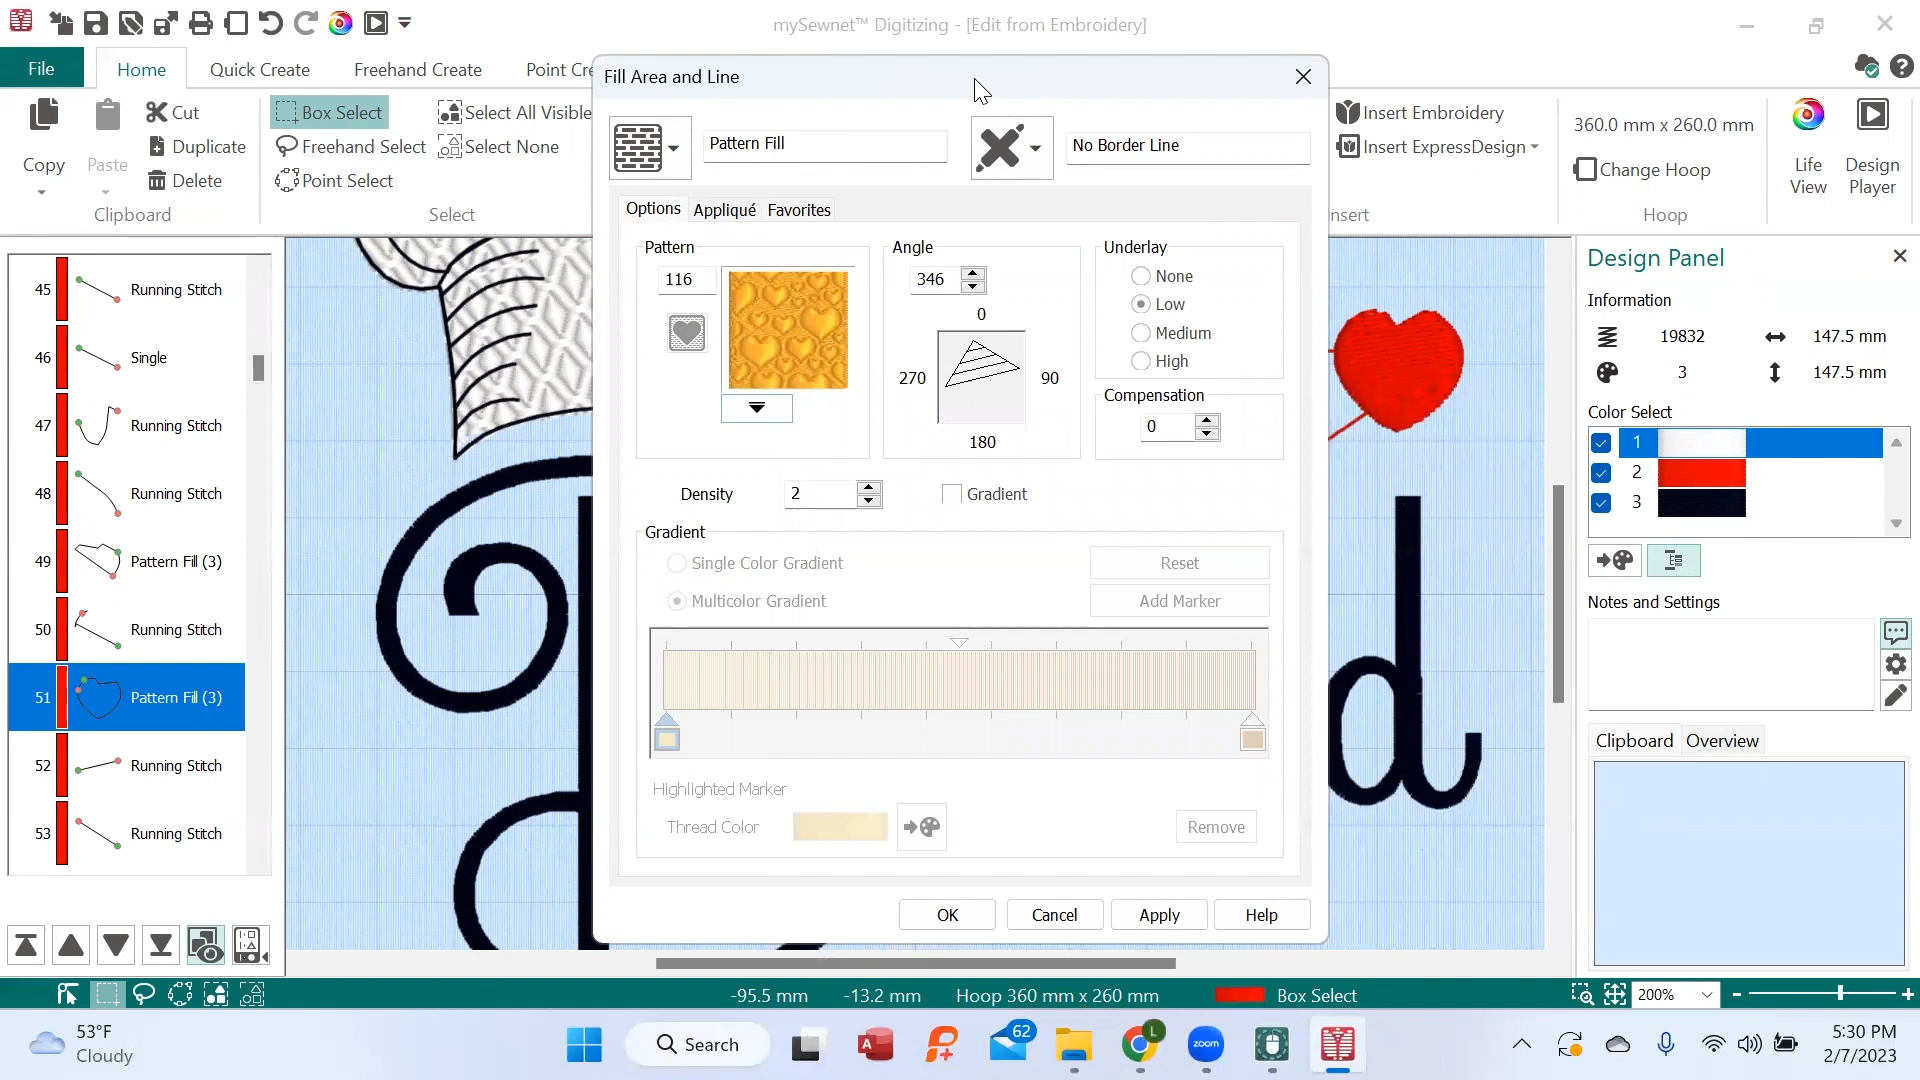 mySewnet™ Digitizing - [Edit from Embroidery]
File
Home
Quick Create
Freehand Create
Point Cre
Copy
Paste
Cut
Duplicate
Delete
Clipboard
Box Select
Freehand Select
Point Select
Select All Visible
Select None
Select
Insert Embroidery
Insert ExpressDesign
nsert
360.0 mm x 260.0 mm
Change Hoop
Hoop
Life View
Design Player
Fill Area and Line
Pattern Fill
No Border Line
Options
Appliqué
Favorites
Pattern
116
Angle
346
0
270
90
180
Underlay
None
Low
Medium
High
Compensation
0
Density
2
Gradient
Gradient
Single Color Gradient
Multicolor Gradient
Reset
Add Marker
Highlighted Marker
Thread Color
Remove
OK
Cancel
Apply
Help
45 Running Stitch
46 Single
47 Running Stitch
48 Running Stitch
49 Pattern Fill (3)
50 Running Stitch
51 Pattern Fill (3)
52 Running Stitch
53 Running Stitch
d
Design Panel
Information
19832
147.5 mm
3
147.5 mm
Color Select
1
2
3
Notes and Settings
Clipboard
Overview
-95.5 mm
-13.2 mm
Hoop 360 mm x 260 mm
Box Select
200%
53°F
Cloudy
Search
A
62
L
zoom
5:30 PM
2/7/2023